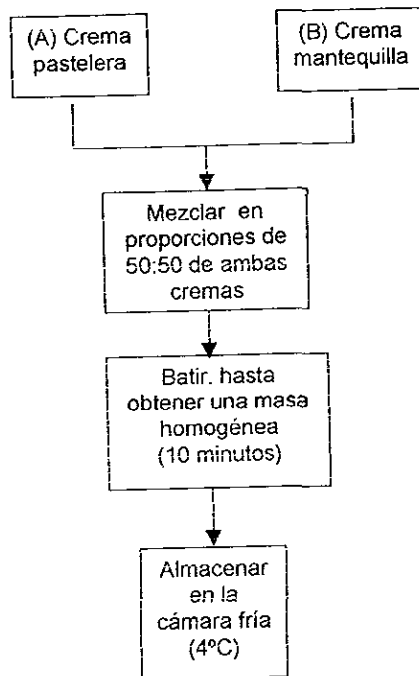 (A) Crema
pastelera
(B) Crema
mantequilla
Mezclar en
proporciones de
50:50 de ambas
cremas
Batir. hasta
obtener una masa
homogénea
(10 minutos)
Almacenar
en la
cámara fría
(4ºC)